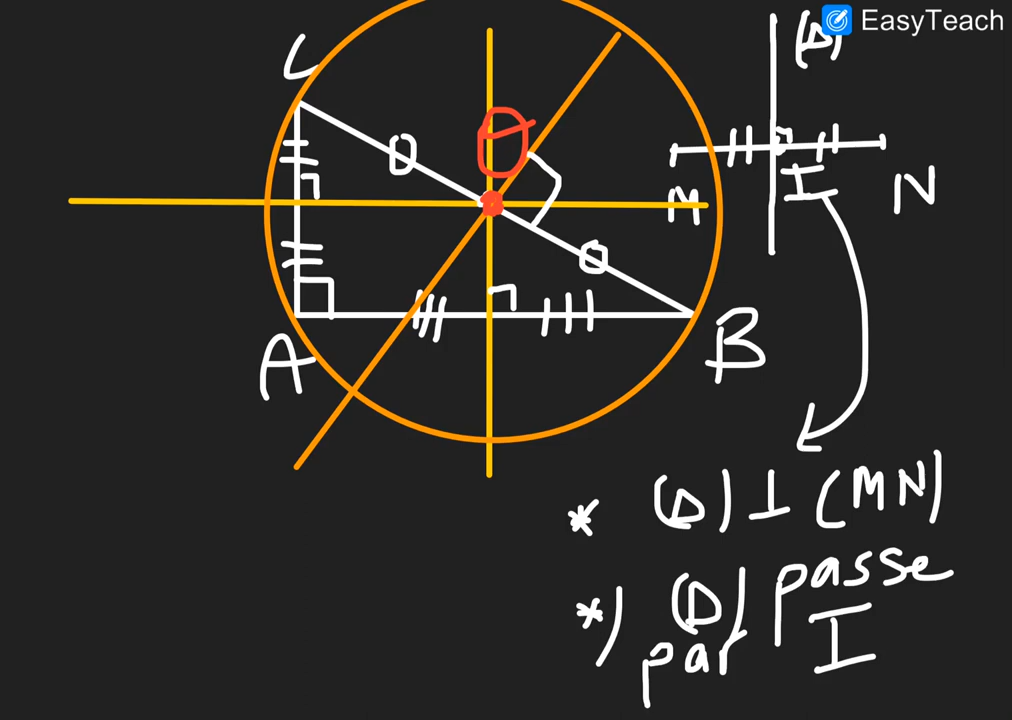 EasyTeach
(D)
C
O
M
I
N
A
B
* (D) ⊥ (MN)
*) (D) passe
par I